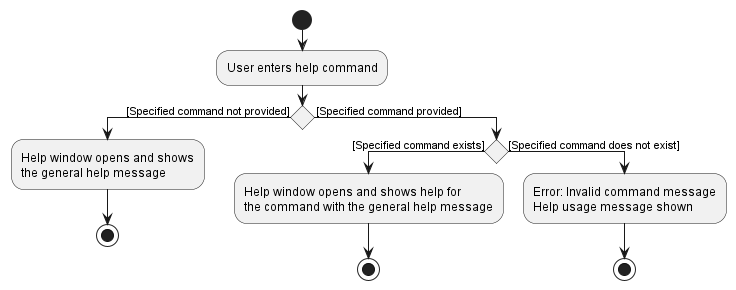 User enters help command
[Specified command not provided]
[Specified command provided]
Help window opens and shows
the general help message
[Specified command exists]
[Specified command does not exist]
Help window opens and shows help for
the command with the general help message
Error: Invalid command message
Help usage message shown